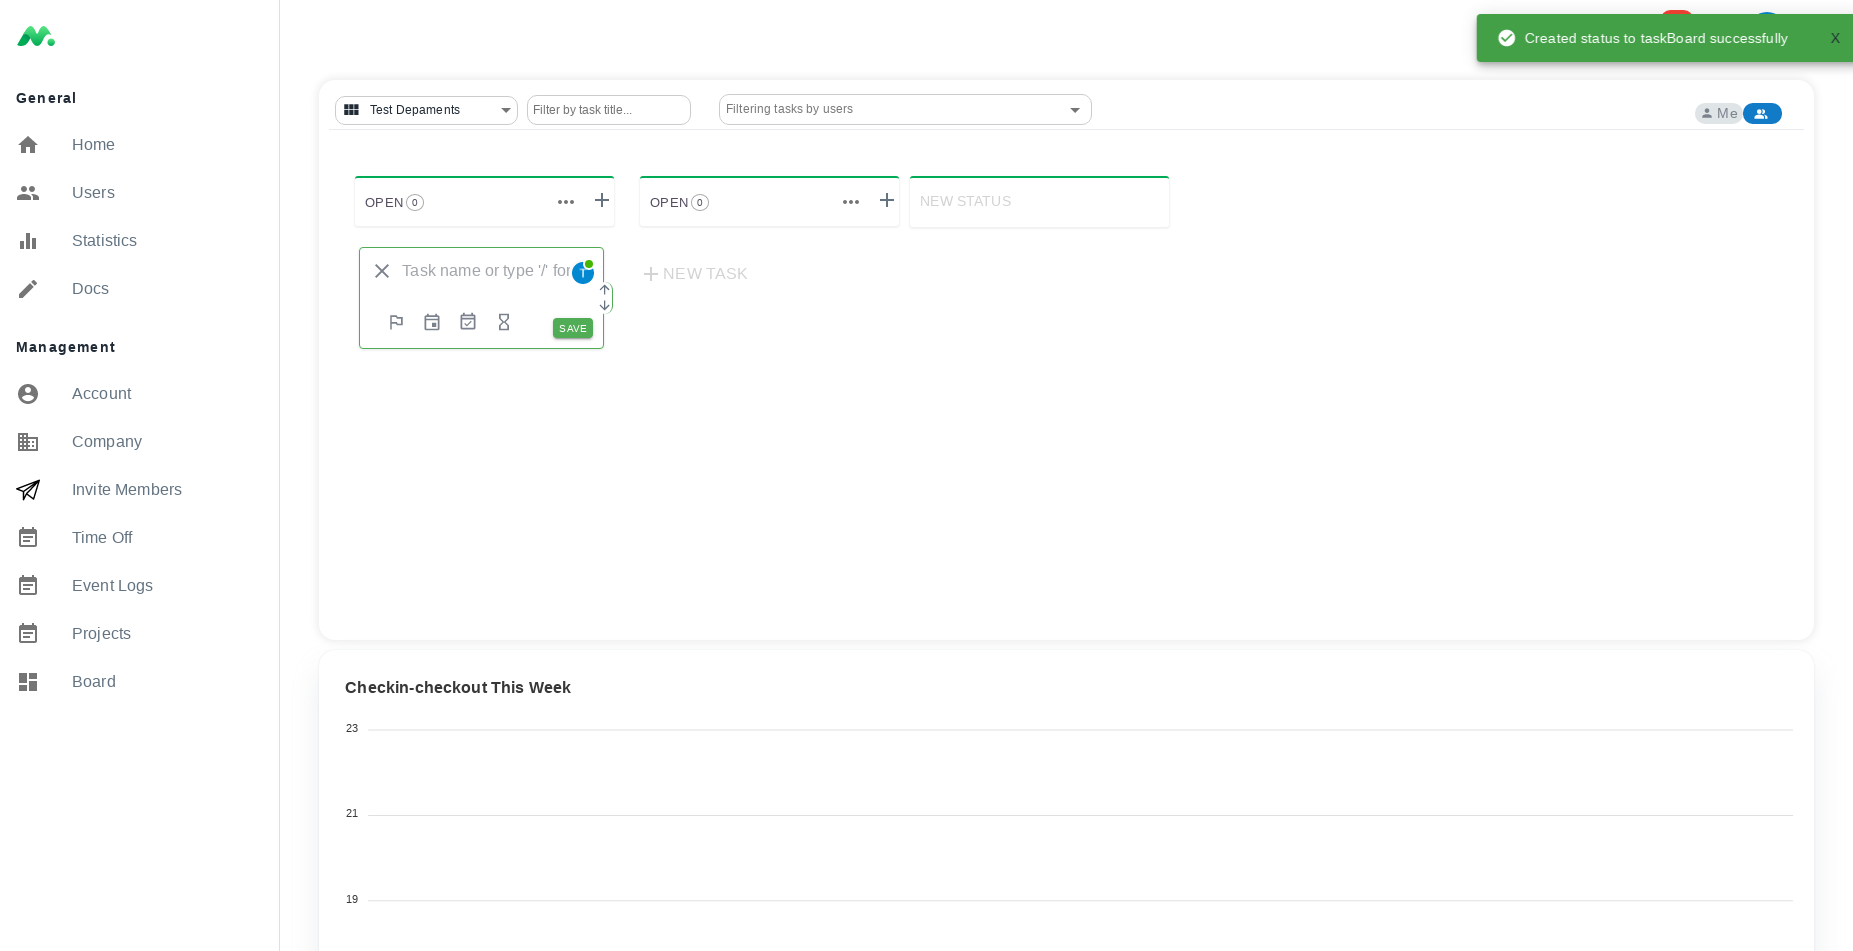 Created status to taskBoard successfully X
General
Home
Users
Statistics
Docs
Management
Account
Company
Invite Members
Time Off
Event Logs
Projects
Board
Test Depaments
Filter by task title...
Filtering tasks by users
Me
OPEN 0
OPEN 0
NEW STATUS
Task name or type '/' for
T
SAVE
NEW TASK
Checkin-checkout This Week
23
21
19